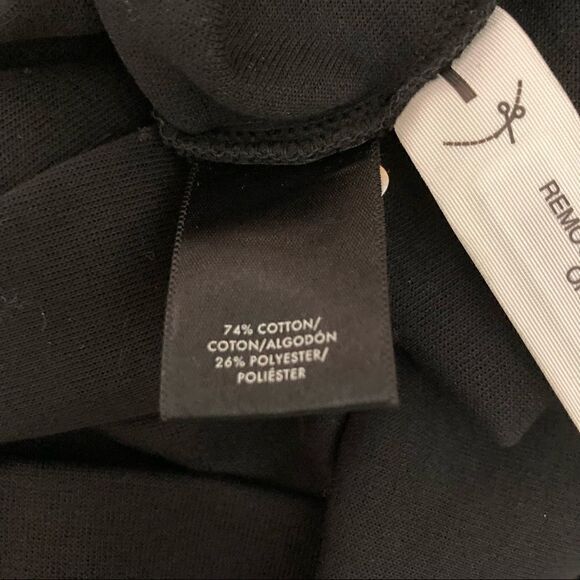 74% COTTON/
COTON/ALGODÓN
26% POLYESTER/
POLIÉSTER